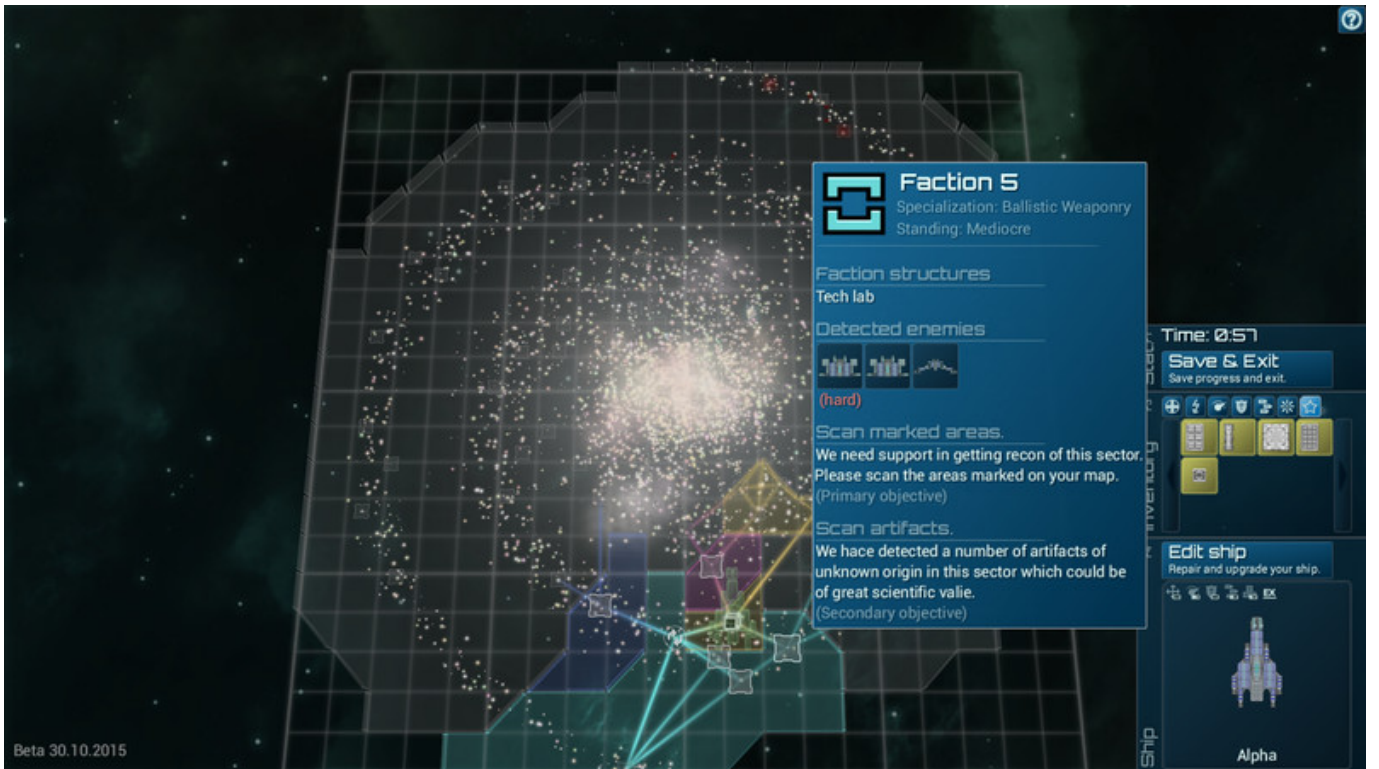 ?
Faction 5
Specialization: Ballistic Weaponry
Standing: Mediocre
Faction structures
Tech lab
Detected enemies
(hard)
Scan marked areas.
We need support in getting recon of this sector.
Please scan the areas marked on your map.
(Primary objective)
Scan artifacts.
We hace detected a number of artifacts of
unknown origin in this sector which could be
of great scientific valie.
(Secondary objective)
Time: 0:57
Save & Exit
Save progress and exit.
Inventory
Edit ship
Repair and upgrade your ship.
EX
Ship
Alpha
Beta 30.10.2015